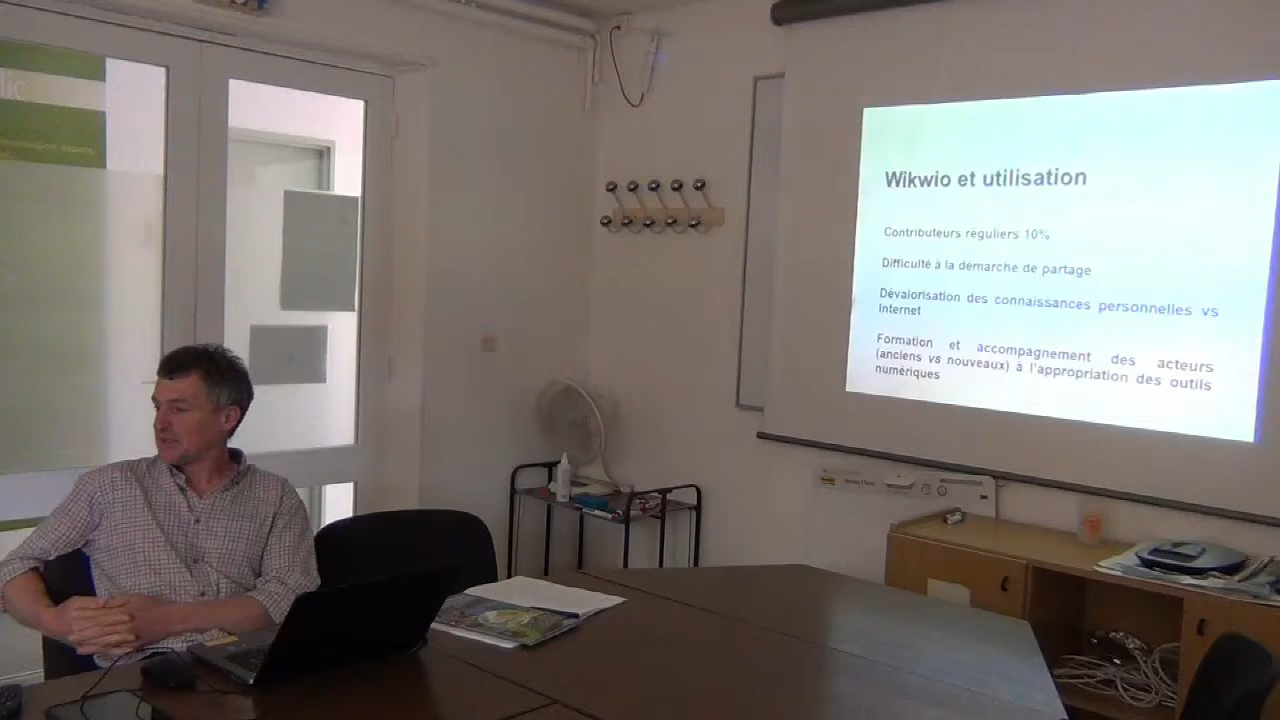 lic
Wikwio et utilisation
Contributeurs réguliers 10%
Difficulté à la démarche de partage
Dévalorisation des connaissances personnelles vs
Internet
Formation et accompagnement des acteurs
(anciens vs nouveaux) à l'appropriation des outils
numériques